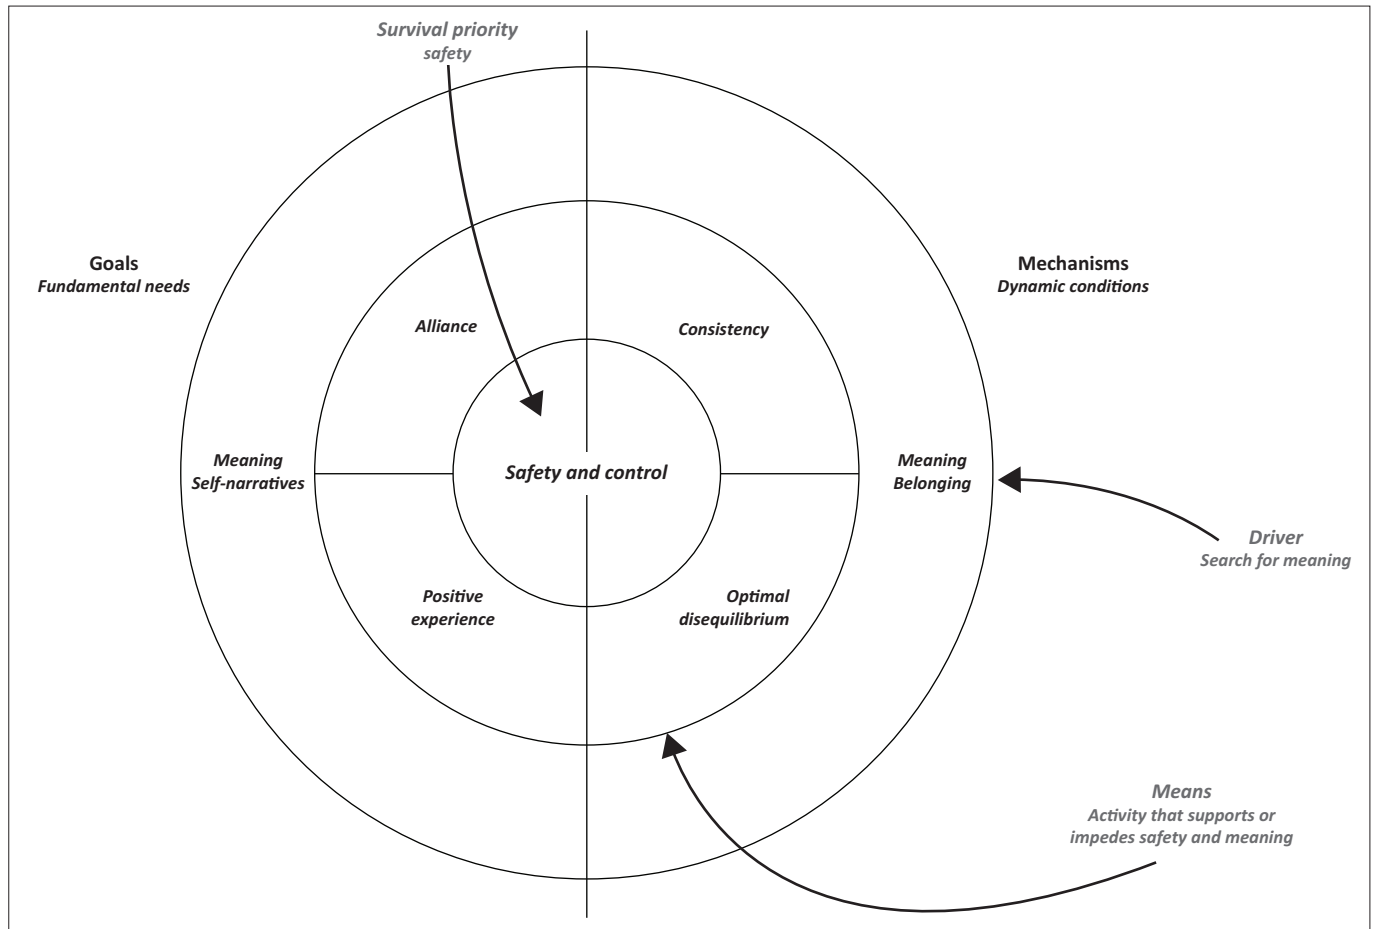 Survival priority
safety
Goals
Fundamental needs
Mechanisms
Dynamic conditions
Alliance
Consistency
Meaning
Self-narratives
Safety and control
Meaning
Belonging
Driver
Search for meaning
Positive
experience
Optimal
disequilibrium
Means
Activity that supports or
impedes safety and meaning